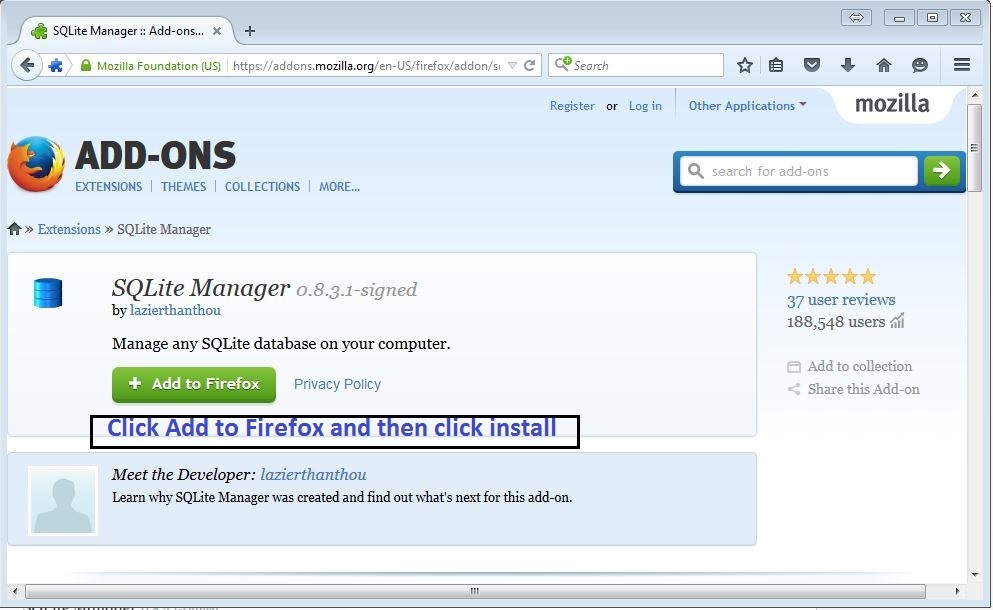 SQLite Manager :: Add-ons...
Mozilla Foundation (US) https://addons.mozilla.org/en-US/firefox/addon/s
Search
Register or Log in Other Applications mozilla
ADD-ONS
EXTENSIONS THEMES COLLECTIONS MORE...
search for add-ons
» Extensions » SQLite Manager
SQLite Manager 0.8.3.1-signed
by lazierthanthou
Manage any SQLite database on your computer.
+ Add to Firefox Privacy Policy
37 user reviews
188,548 users
Add to collection
Share this Add-on
Click Add to Firefox and then click install
Meet the Developer: lazierthanthou
Learn why SQLite Manager was created and find out what's next for this add-on.